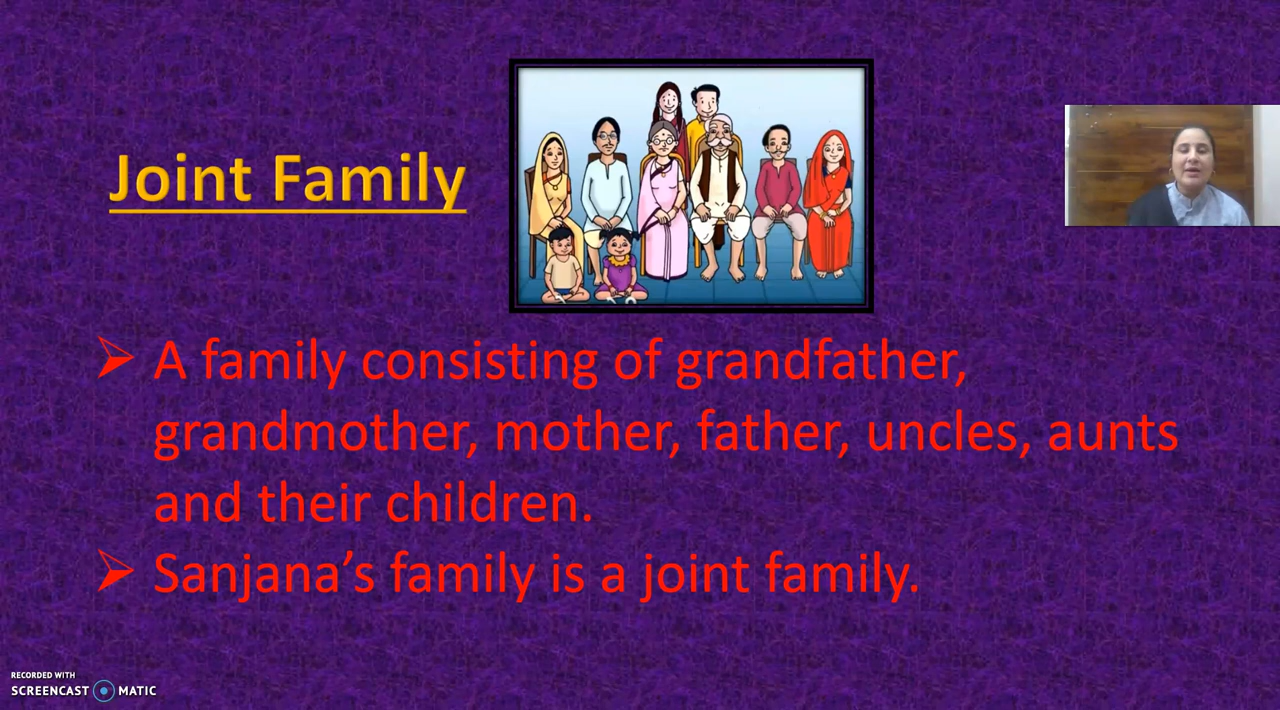 Joint Family
➢ A family consisting of grandfather,
grandmother, mother, father, uncles, aunts
and their children.
➢ Sanjana’s family is a joint family.
RECORDED WITH
SCREENCAST MATIC